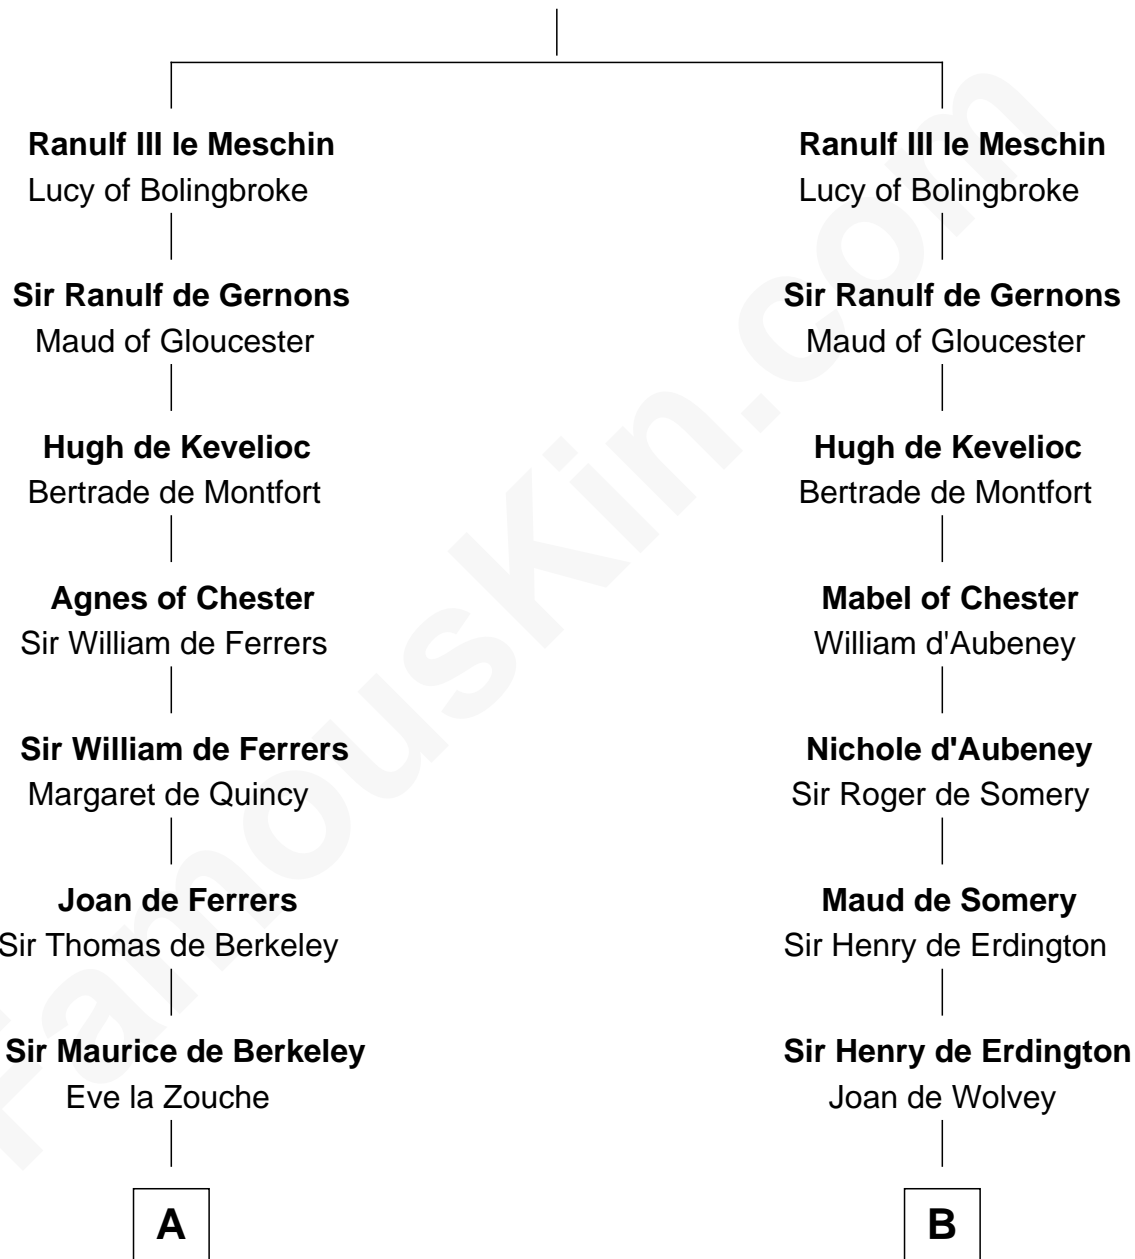 Ranulf III le Meschin
Lucy of Bolingbroke
Sir Ranulf de Gernons
Maud of Gloucester
Hugh de Kevelioc
Bertrade de Montfort
Agnes of Chester
Sir William de Ferrers
Sir William de Ferrers
Margaret de Quincy
Joan de Ferrers
Sir Thomas de Berkeley
Sir Maurice de Berkeley
Eve la Zouche
A
Ranulf III le Meschin
Lucy of Bolingbroke
Sir Ranulf de Gernons
Maud of Gloucester
Hugh de Kevelioc
Bertrade de Montfort
Mabel of Chester
William d'Aubeney
Nichole d'Aubeney
Sir Roger de Somery
Maud de Somery
Sir Henry de Erdington
Sir Henry de Erdington
Joan de Wolvey
B
FamousKin.com